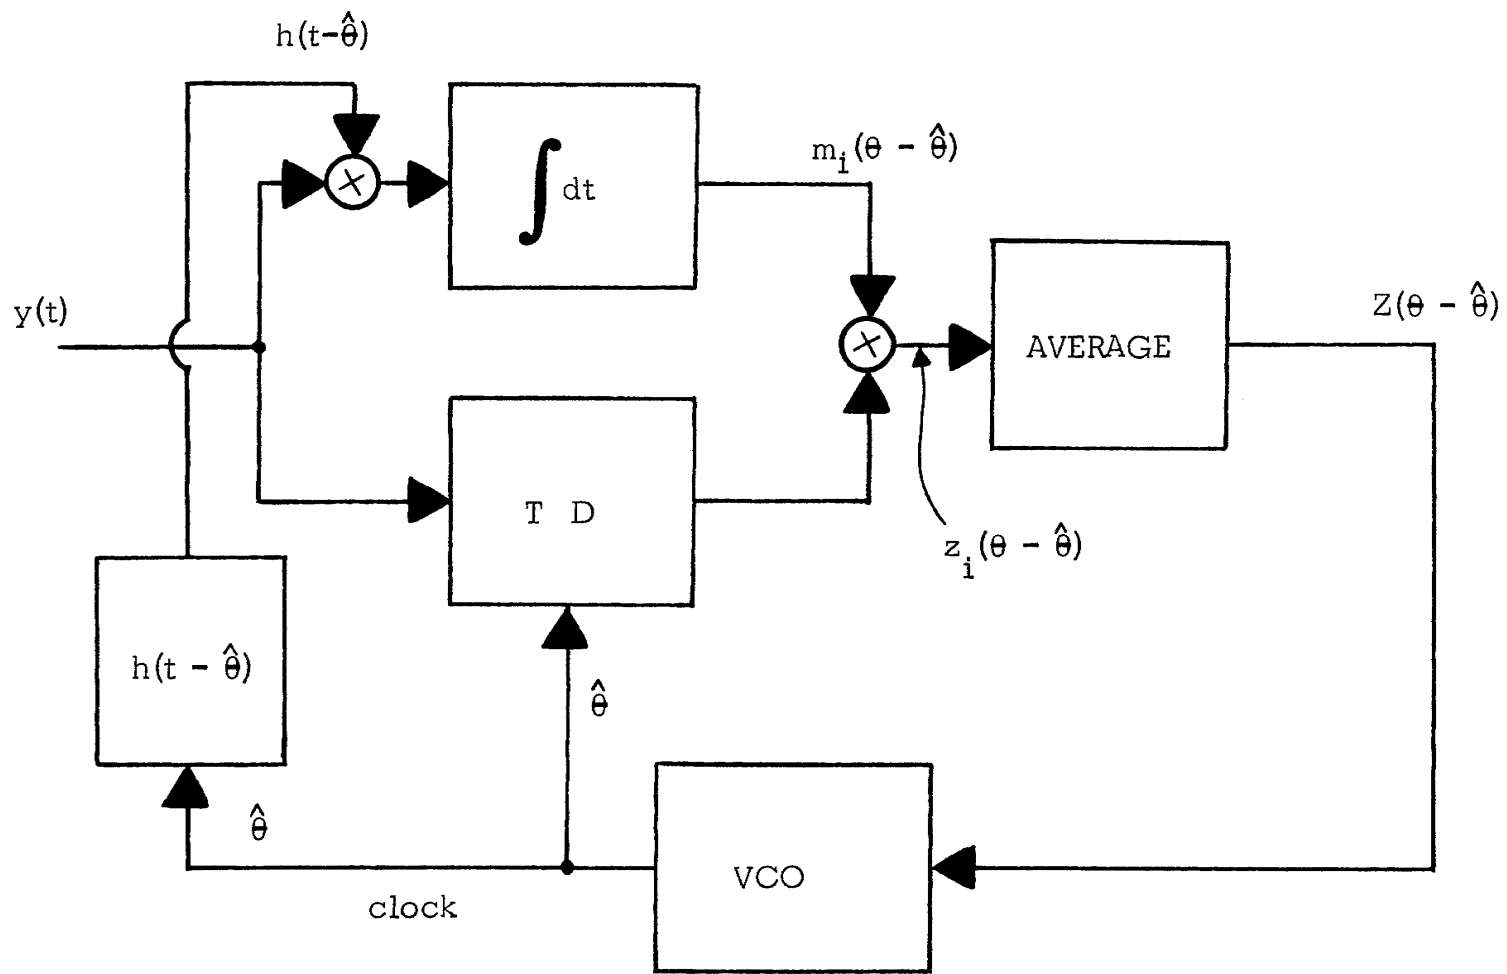 h(t-θ̂)
∫dt
m_i(θ - θ̂)
y(t)
Z(θ - θ̂)
AVERAGE
T D
z_i(θ - θ̂)
h(t - θ̂)
θ̂
θ̂
VCO
clock